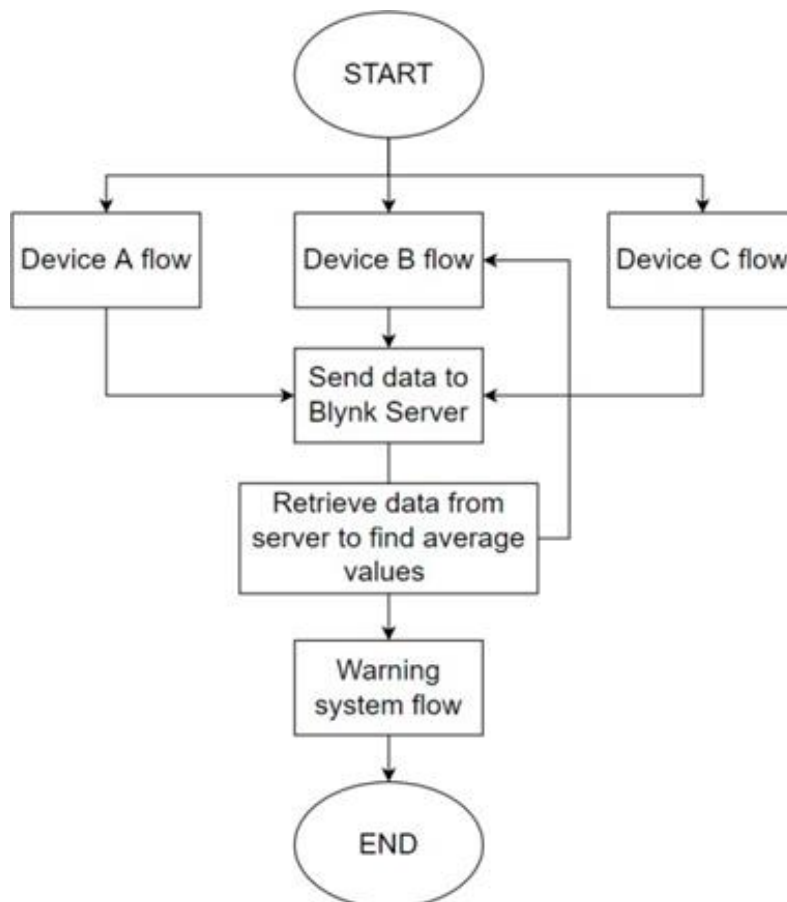 START
Device A flow
Device B flow
Device C flow
Send data to
Blynk Server
Retrieve data from
server to find average
values
Warning
system flow
END